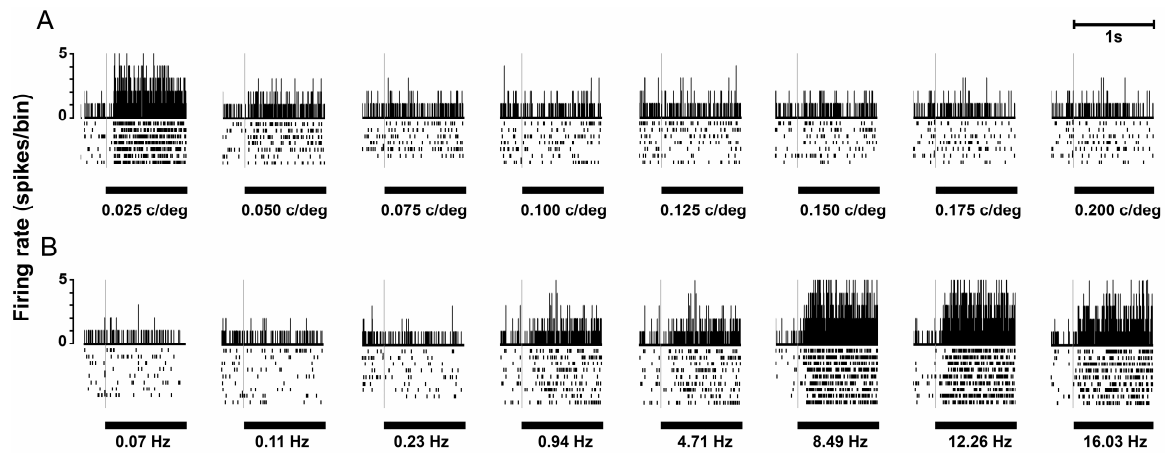 A
1s
5
0
0.025 c/deg 0.050 c/deg 0.075 c/deg 0.100 c/deg 0.125 c/deg 0.150 c/deg 0.175 c/deg 0.200 c/deg
Firing rate (spikes/bin)
B
5
0
0.07 Hz 0.11 Hz 0.23 Hz 0.94 Hz 4.71 Hz 8.49 Hz 12.26 Hz 16.03 Hz